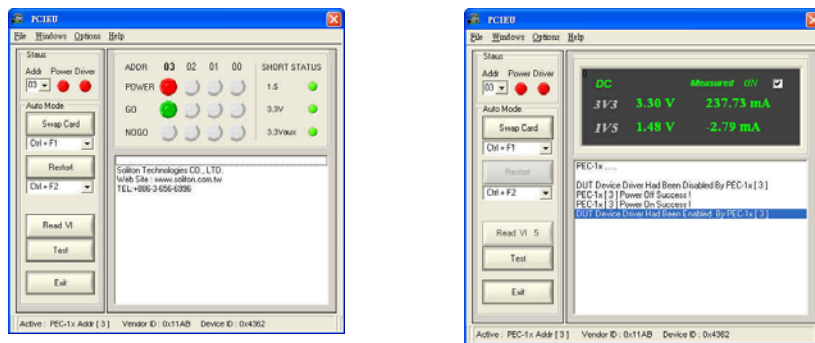 PCIEU
File Windows Options Help
Staus
Addr Power Driver
03
Auto Mode
Swap Card
Ctrl + F1
Restart
Ctrl + F2
Read VI
Test
Exit
ADDR 03 02 01 00 SHORT STATUS
POWER 1.5
GO 3.3V
NOGO 3.3Vaux
Soliton Technologies CO., LTD.
Web Site : www.soliton.com.tw
TEL:+886-3-656-6996
Active : PEC-1x Addr [ 3 ] Vendor ID : 0x11AB Device ID : 0x4362
PCIEU
File Windows Options Help
Staus
Addr Power Driver
03
Auto Mode
Swap Card
Ctrl + F1
Restart
Ctrl + F2
Read VI 5
Test
Exit
DC Measured ON
3V3 3.30 V 237.73 mA
1V5 1.48 V -2.79 mA
PEC-1x ......
DUT Device Driver Had Been Disabled By PEC-1x [ 3 ]
PEC-1x [ 3 ] Power Off Success !
PEC-1x [ 3 ] Power On Success !
DUT Device Driver Had Been Enabled By PEC-1x [ 3 ]
Active : PEC-1x Addr [ 3 ] Vendor ID : 0x11AB Device ID : 0x4362